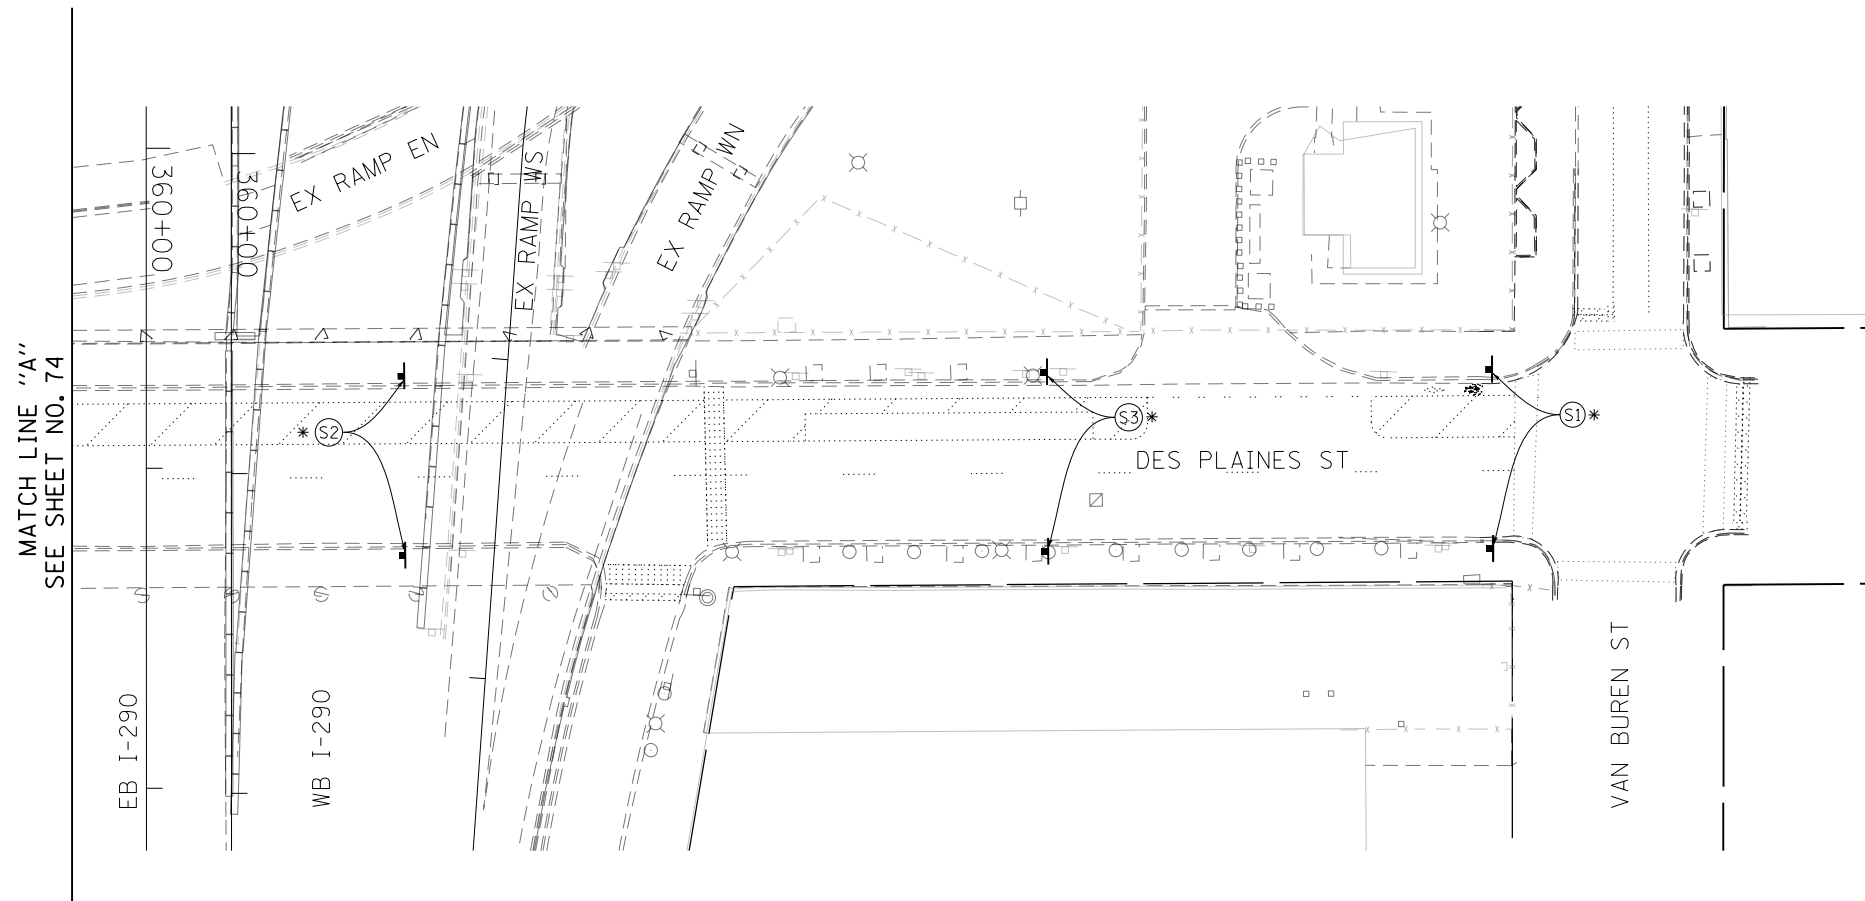 MATCH LINE ''A''
SEE SHEET NO. 74
360+00
360+00
EX RAMP EN
EX RAMP WS
EX RAMP WN
* S2
S3 *
S1 *
DES PLAINES ST
EB I-290
WB I-290
VAN BUREN ST